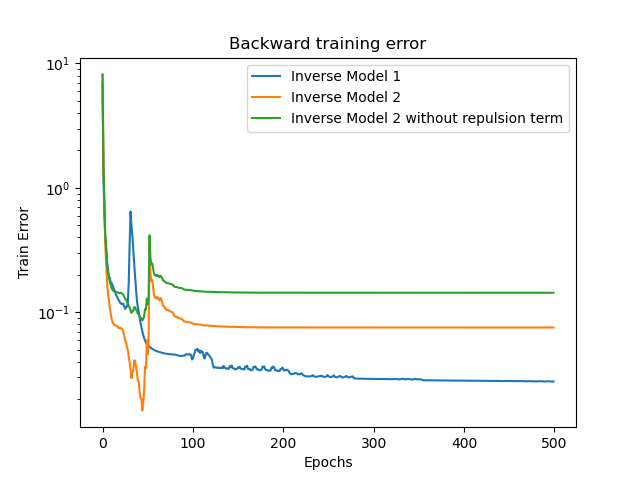 Backward training error
Inverse Model 1
Inverse Model 2
Inverse Model 2 without repulsion term
Train Error
10¹
10⁰
10⁻¹
0 100 200 300 400 500
Epochs